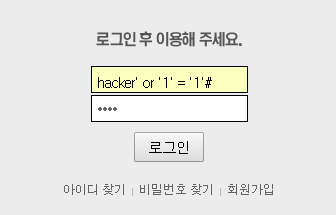 로그인 후 이용해 주세요.
hacker' or '1' = '1'#
••••
로그인
아이디 찾기 | 비밀번호 찾기 | 회원가입